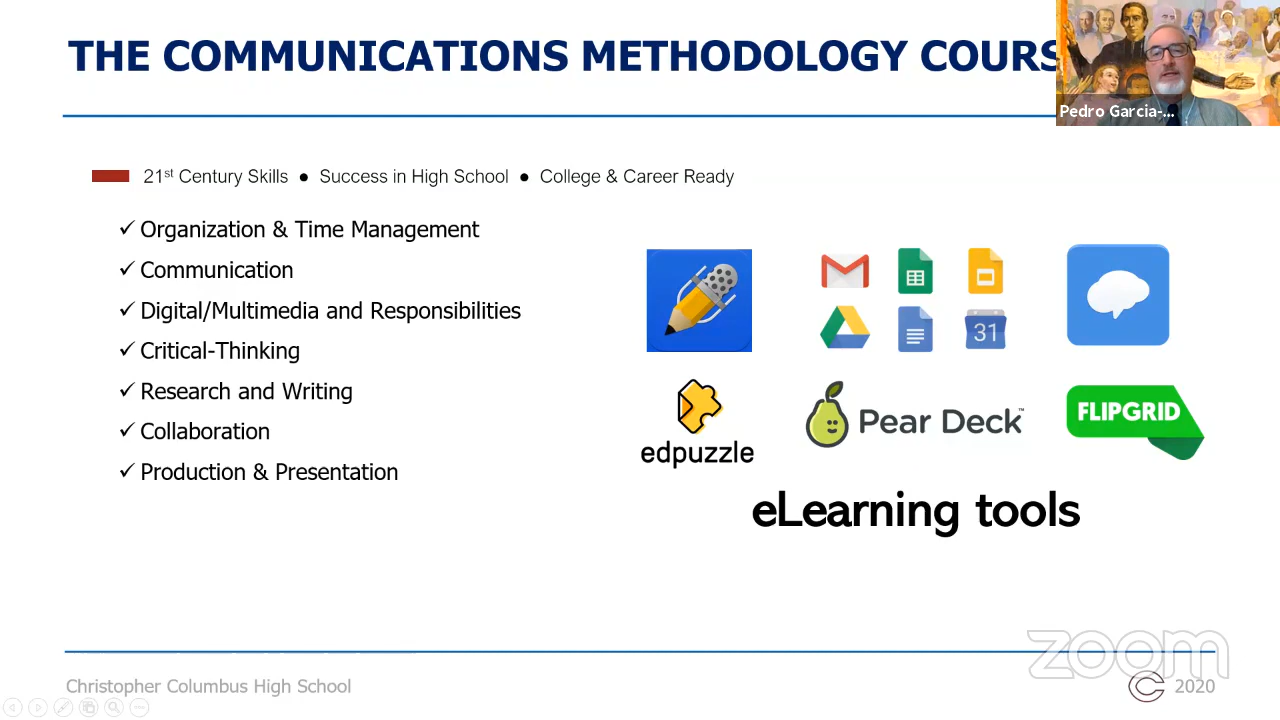 THE COMMUNICATIONS METHODOLOGY COURS
Pedro Garcia-...
21st Century Skills ● Success in High School ● College & Career Ready
✓ Organization & Time Management
✓ Communication
✓ Digital/Multimedia and Responsibilities
✓ Critical-Thinking
✓ Research and Writing
✓ Collaboration
✓ Production & Presentation
31
edpuzzle
Pear Deck™
FLIPGRID
eLearning tools
zoom
Christopher Columbus High School
C 2020